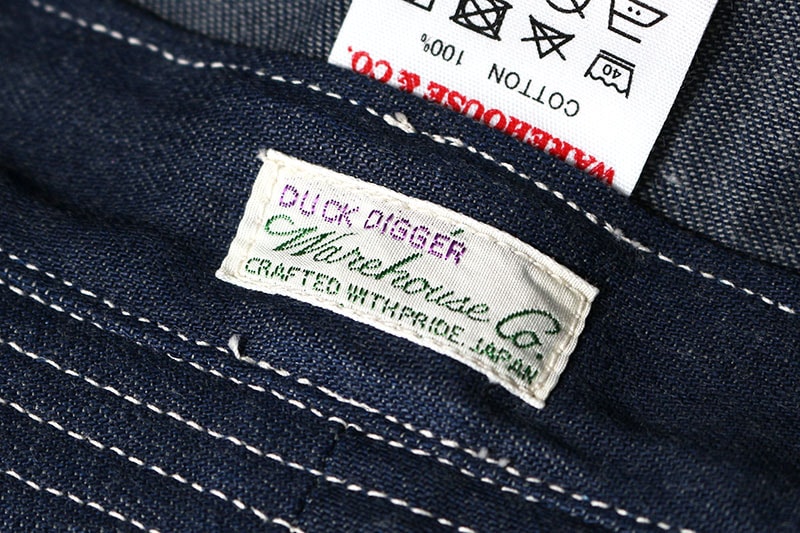 DUCK DIGGER
Warehouse Co.
CRAFTED WITH PRIDE. JAPAN
WAREHOUSE & CO.
COTTON 100%
40